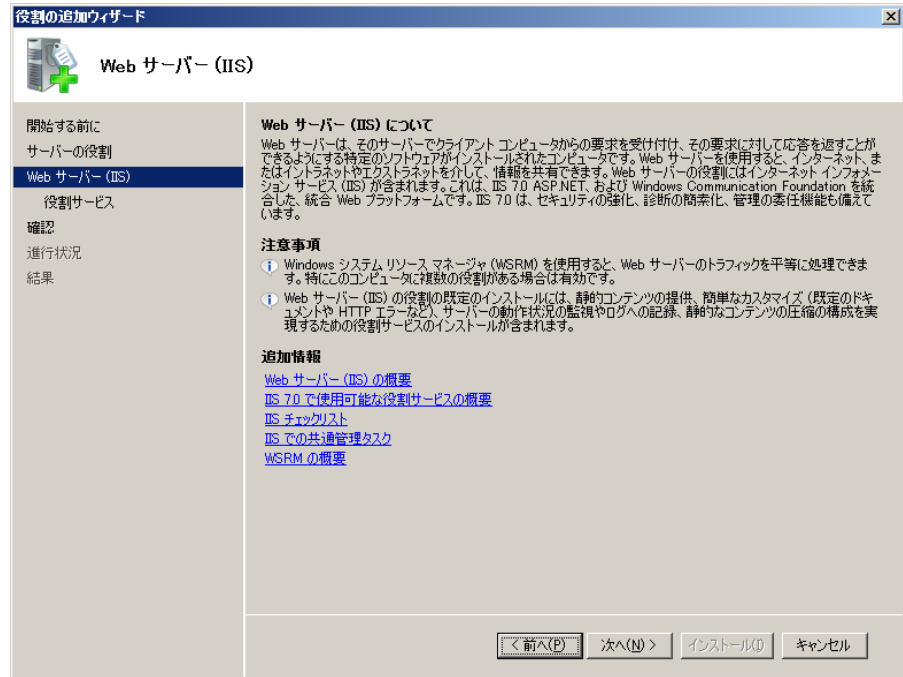 役割の追加ウィザード
Web サーバー (IIS)
開始する前に
サーバーの役割
Web サーバー (IIS)
役割サービス
確認
進行状況
結果
Web サーバー (IIS) について
Web サーバーは、そのサーバーでクライアント コンピュータからの要求を受け付け、その要求に対して応答を返すことが
できるようにする特定のソフトウェアがインストールされたコンピュータです。Web サーバーを使用すると、インターネット、ま
たはイントラネットやエクストラネットを介して、情報を共有できます。Web サーバーの役割にはインターネット インフォメー
ション サービス (IIS) が含まれます。これは、IIS 7.0 ASP.NET、および Windows Communication Foundation を統
合した、統合 Web プラットフォームです。IIS 7.0 は、セキュリティの強化、診断の簡素化、管理の委任機能も備えて
います。
注意事項
Windows システム リソース マネージャ (WSRM) を使用すると、Web サーバーのトラフィックを平等に処理できま
す。特にこのコンピュータに複数の役割がある場合は有効です。
Web サーバー (IIS) の役割の既定のインストールには、静的コンテンツの提供、簡単なカスタマイズ (既定のドキ
ュメントや HTTP エラーなど)、サーバーの動作状況の監視やログへの記録、静的なコンテンツの圧縮の構成を実
現するための役割サービスのインストールが含まれます。
追加情報
Web サーバー (IIS) の概要
IIS 7.0 で使用可能な役割サービスの概要
IIS チェックリスト
IIS での共通管理タスク
WSRM の概要
< 前へ(P)
次へ(N) >
インストール(I)
キャンセル